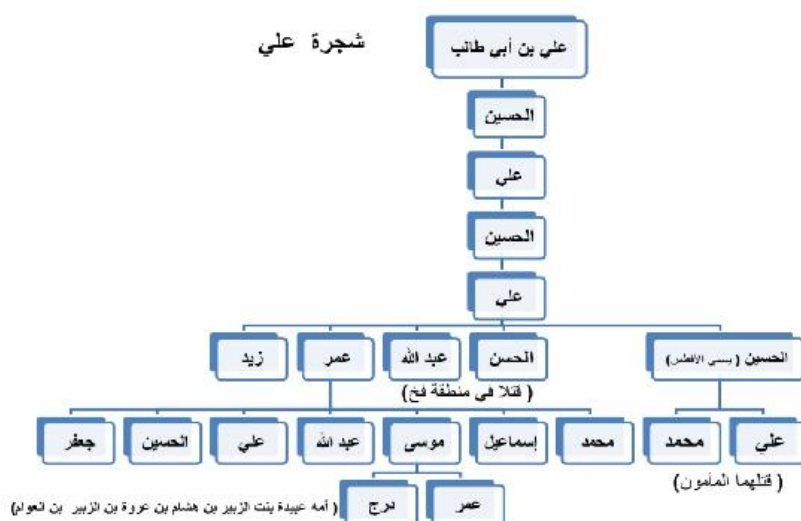 شجرة علي
علي بن أبي طالب
الحسين
علي
الحسين
علي
الحسين ( يسمى الأفطس) الحسن عبد الله عمر زيد
( قتلا في منطقة فخ)
علي محمد محمد إسماعيل موسى عبد الله علي الحسين جعفر
( قتلهما المأمون)
عمر درج ( أمه عبيدة بنت الزبير بن هشام بن عروة بن الزبير بن العوام)